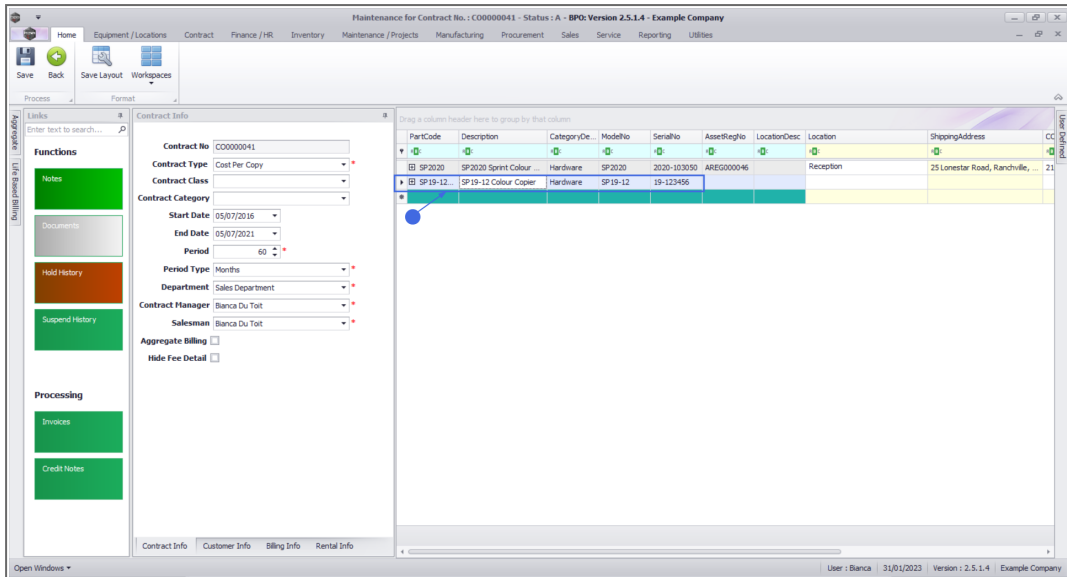 Maintenance for Contract No. : CO0000041 - Status : A - BPO: Version 2.5.1.4 - Example Company
Home Equipment / Locations Contract Finance / HR Inventory Maintenance / Projects Manufacturing Procurement Sales Service Reporting Utilities
Save Back Save Layout Workspaces
Process Format
Aggregate
Life Based Billing
Links
Enter text to search...
Functions
Notes
Documents
Hold History
Suspend History
Processing
Invoices
Credit Notes
Contract Info
Contract No CO0000041
Contract Type Cost Per Copy *
Contract Class
Contract Category
Start Date 05/07/2016
End Date 05/07/2021
Period 60 *
Period Type Months *
Department Sales Department *
Contract Manager Bianca Du Toit *
Salesman Bianca Du Toit *
Aggregate Billing
Hide Fee Detail
Contract Info Customer Info Billing Info Rental Info
Drag a column header here to group by that column
PartCode Description CategoryDe... ModelNo SerialNo AssetRegNo LocationDesc Location ShippingAddress CC
SP2020 SP2020 Sprint Colour ... Hardware SP2020 2020-103050 AREG000046 Reception 25 Lonestar Road, Ranchville, ... 21
SP19-12... SP19-12 Colour Copier Hardware SP19-12 19-123456
User Defined
Open Windows User : Bianca 31/01/2023 Version : 2.5.1.4 Example Company